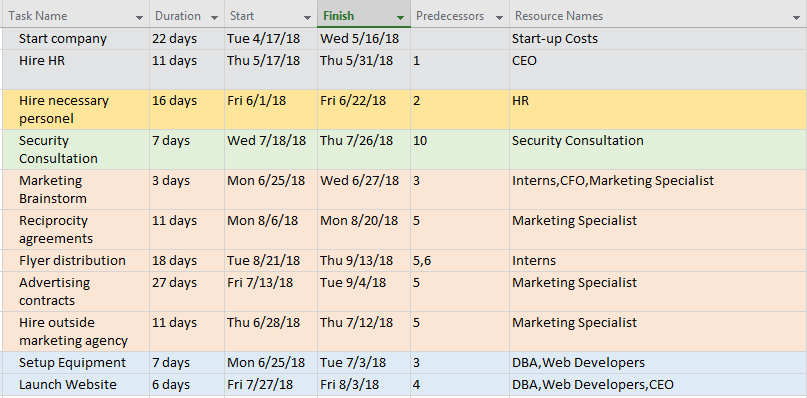 Task Name Duration Start Finish Predecessors Resource Names
Start company 22 days Tue 4/17/18 Wed 5/16/18 Start-up Costs
Hire HR 11 days Thu 5/17/18 Thu 5/31/18 1 CEO
Hire necessary 16 days Fri 6/1/18 Fri 6/22/18 2 HR
personel
Security 7 days Wed 7/18/18 Thu 7/26/18 10 Security Consultation
Consultation
Marketing 3 days Mon 6/25/18 Wed 6/27/18 3 Interns,CFO,Marketing Specialist
Brainstorm
Reciprocity 11 days Mon 8/6/18 Mon 8/20/18 5 Marketing Specialist
agreements
Flyer distribution 18 days Tue 8/21/18 Thu 9/13/18 5,6 Interns
Advertising 27 days Fri 7/13/18 Tue 9/4/18 5 Marketing Specialist
contracts
Hire outside 11 days Thu 6/28/18 Thu 7/12/18 5 Marketing Specialist
marketing agency
Setup Equipment 7 days Mon 6/25/18 Tue 7/3/18 3 DBA,Web Developers
Launch Website 6 days Fri 7/27/18 Fri 8/3/18 4 DBA,Web Developers,CEO